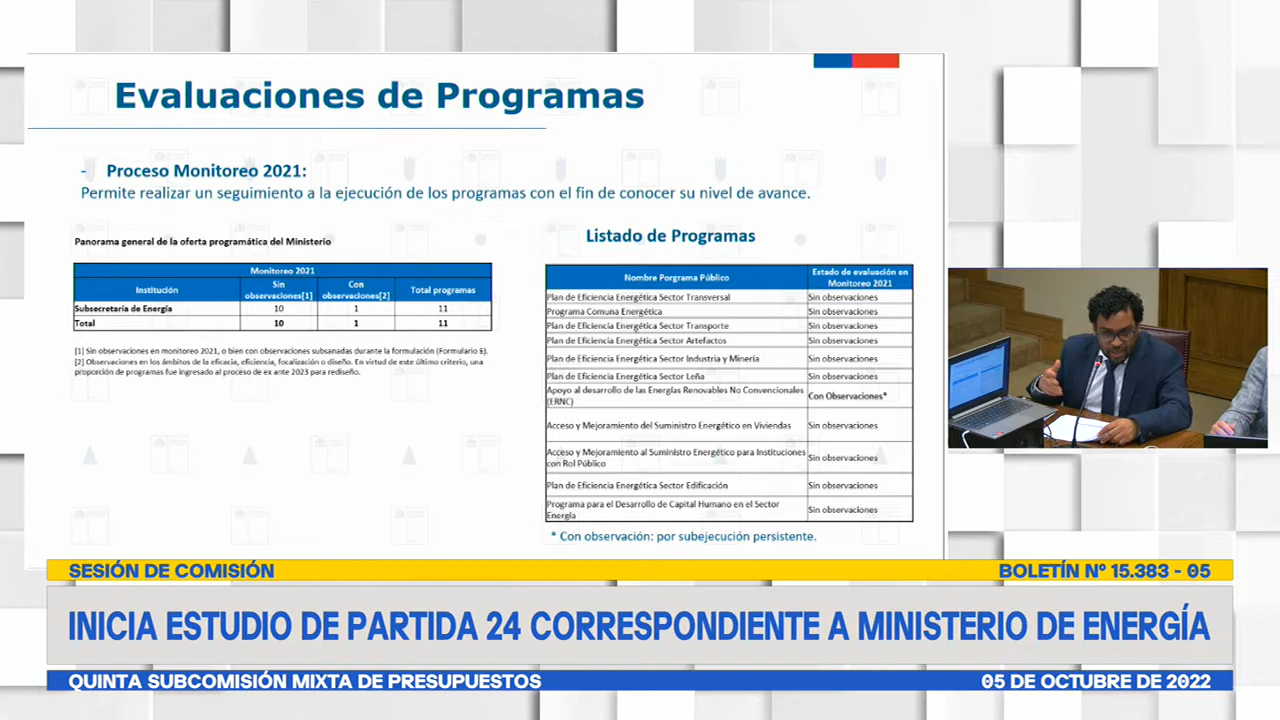 Evaluaciones de Programas
- Proceso Monitoreo 2021:
Permite realizar un seguimiento a la ejecución de los programas con el fin de conocer su nivel de avance.
Panorama general de la oferta programática del Ministerio
Monitoreo 2021
Institución Sin observaciones[1] Con observaciones[2] Total programas
Subsecretaría de Energía 10 1 11
Total 10 1 11
[1] Sin observaciones en monitoreo 2021, o bien con observaciones subsanadas durante la formulación (Formulario E).
[2] Observaciones en los ámbitos de la eficacia, eficiencia, focalización o diseño. En virtud de este último criterio, una
proporción de programas fue ingresado al proceso de ex ante 2023 para rediseño.
Listado de Programas
Nombre Porgrama Público Estado de evaluación en Monitoreo 2021
Plan de Eficiencia Energética Sector Transversal Sin observaciones
Programa Comuna Energética Sin observaciones
Plan de Eficiencia Energética Sector Transporte Sin observaciones
Plan de Eficiencia Energética Sector Artefactos Sin observaciones
Plan de Eficiencia Energética Sector Industria y Minería Sin observaciones
Plan de Eficiencia Energética Sector Leña Sin observaciones
Apoyo al desarrollo de las Energías Renovables No Convencionales
(ERNC) Con Observaciones*
Acceso y Mejoramiento del Suministro Energético en Viviendas Sin observaciones
Acceso y Mejoramiento al Suministro Energético para Instituciones
con Rol Público Sin observaciones
Plan de Eficiencia Energética Sector Edificación Sin observaciones
Programa para el Desarrollo de Capital Humano en el Sector
Energía Sin observaciones
* Con observación: por subejecución persistente.
SESIÓN DE COMISIÓN BOLETÍN N° 15.383 - 05
INICIA ESTUDIO DE PARTIDA 24 CORRESPONDIENTE A MINISTERIO DE ENERGÍA
QUINTA SUBCOMISIÓN MIXTA DE PRESUPUESTOS 05 DE OCTUBRE DE 2022